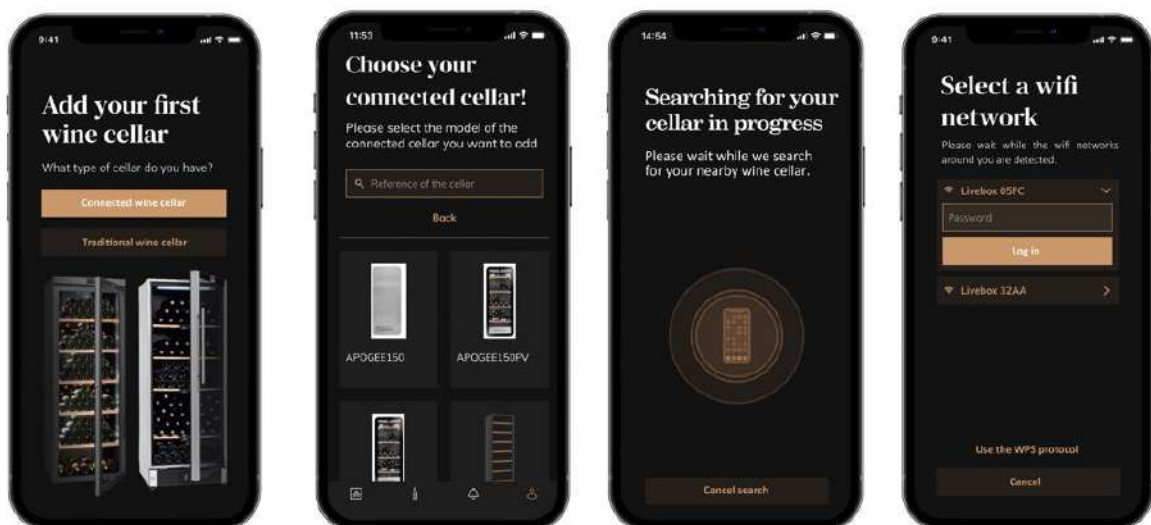 9:41
Add your first
wine cellar
What type of cellar do you have?
Connected wine cellar
Traditional wine cellar
11:53
Choose your
connected cellar!
Please select the model of the
connected cellar you want to add
Reference of the cellar
Back
APOGEE150
APOGEE150PV
14:54
Searching for your
cellar in progress
Please wait while we search
for your nearby wine cellar.
Cancel search
9:41
Select a wifi
network
Please wait while the wifi networks
around you are detected.
Livebox 05FC
Password
Log in
Livebox 32AA
Use the WPS protocol
Cancel